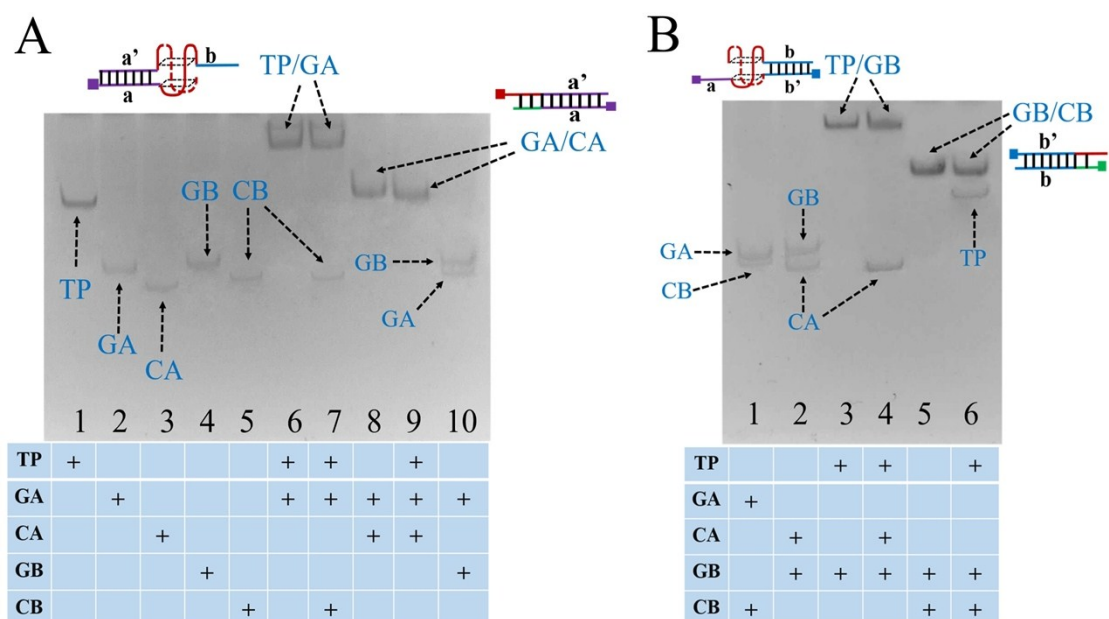 A
B
a'
b
a
TP/GA
a'
a
GA/CA
GB
CB
GB
GA
TP
GA
CA
1 2 3 4 5 6 7 8 9 10
TP + + + +
GA + + + + + +
CA + + +
GB + +
CB + +
b
a
b'
TP/GB
GB/CB
b'
b
GB
GA
CB
CA
TP
1 2 3 4 5 6
TP + + +
GA +
CA + +
GB + + + + +
CB + + +